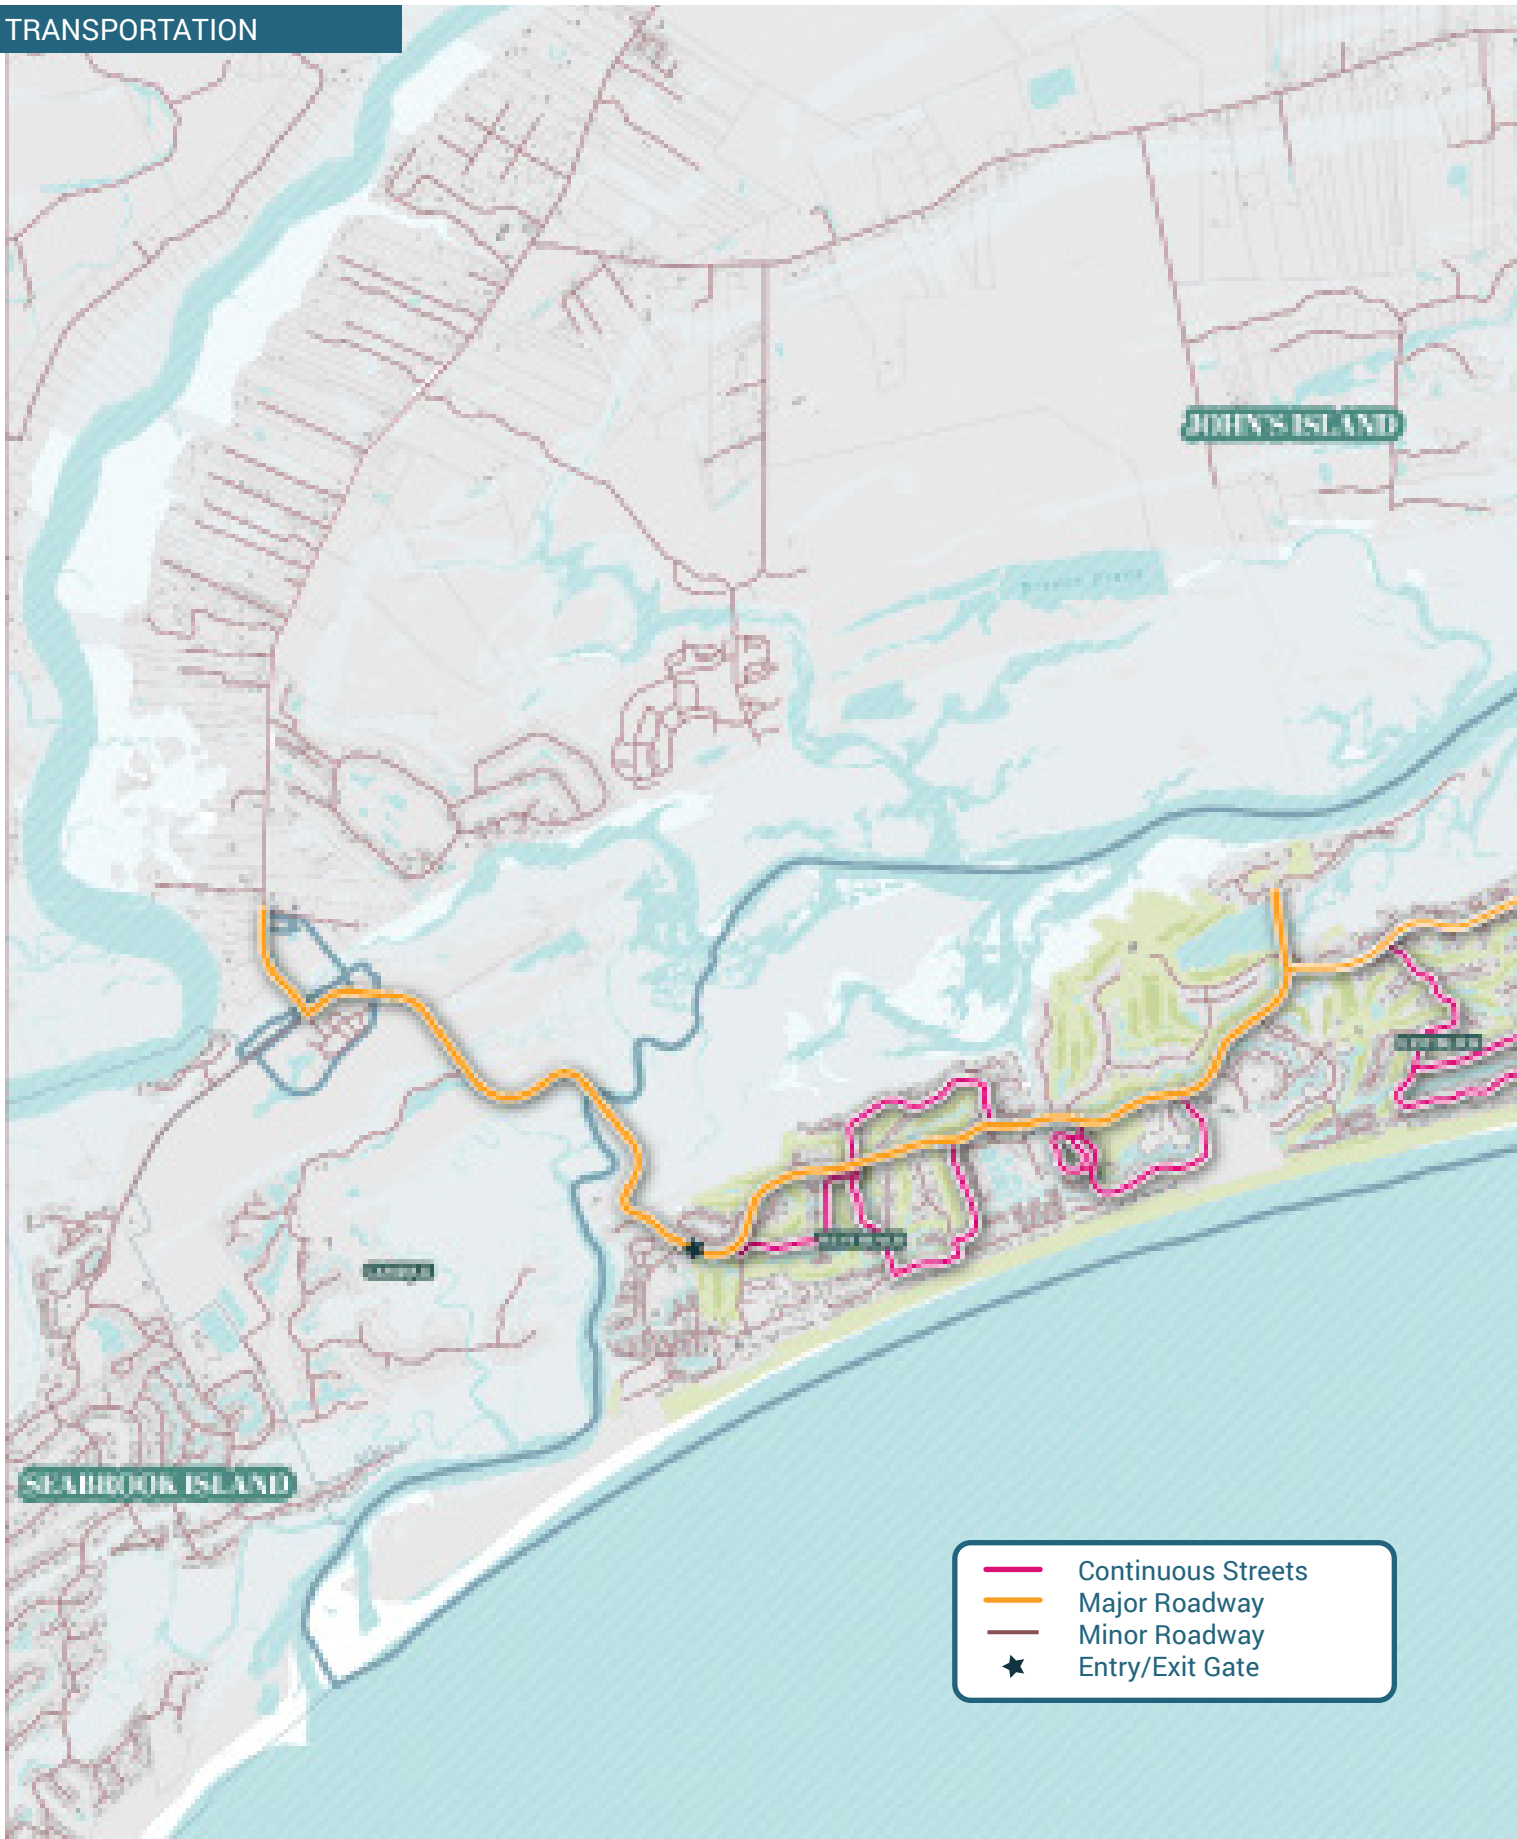 TRANSPORTATION
JOHN'S ISLAND
SEABROOK ISLAND
Continuous Streets
Major Roadway
Minor Roadway
Entry/Exit Gate